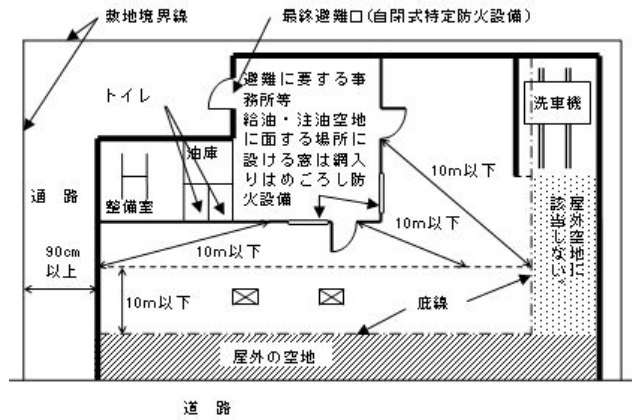 敷地境界線
最終避難口(自閉式特定防火設備)
避難に要する事
務所等
給油・注油空地
に面する場所に
設ける窓は網入
りはめごろし防
火設備
トイレ
油庫
洗車機
整備室
通 路
90cm
以上
10m以下
10m以下
10m以下
10m以下
屋外空地に
該当しない
庇線
屋外の空地
道 路